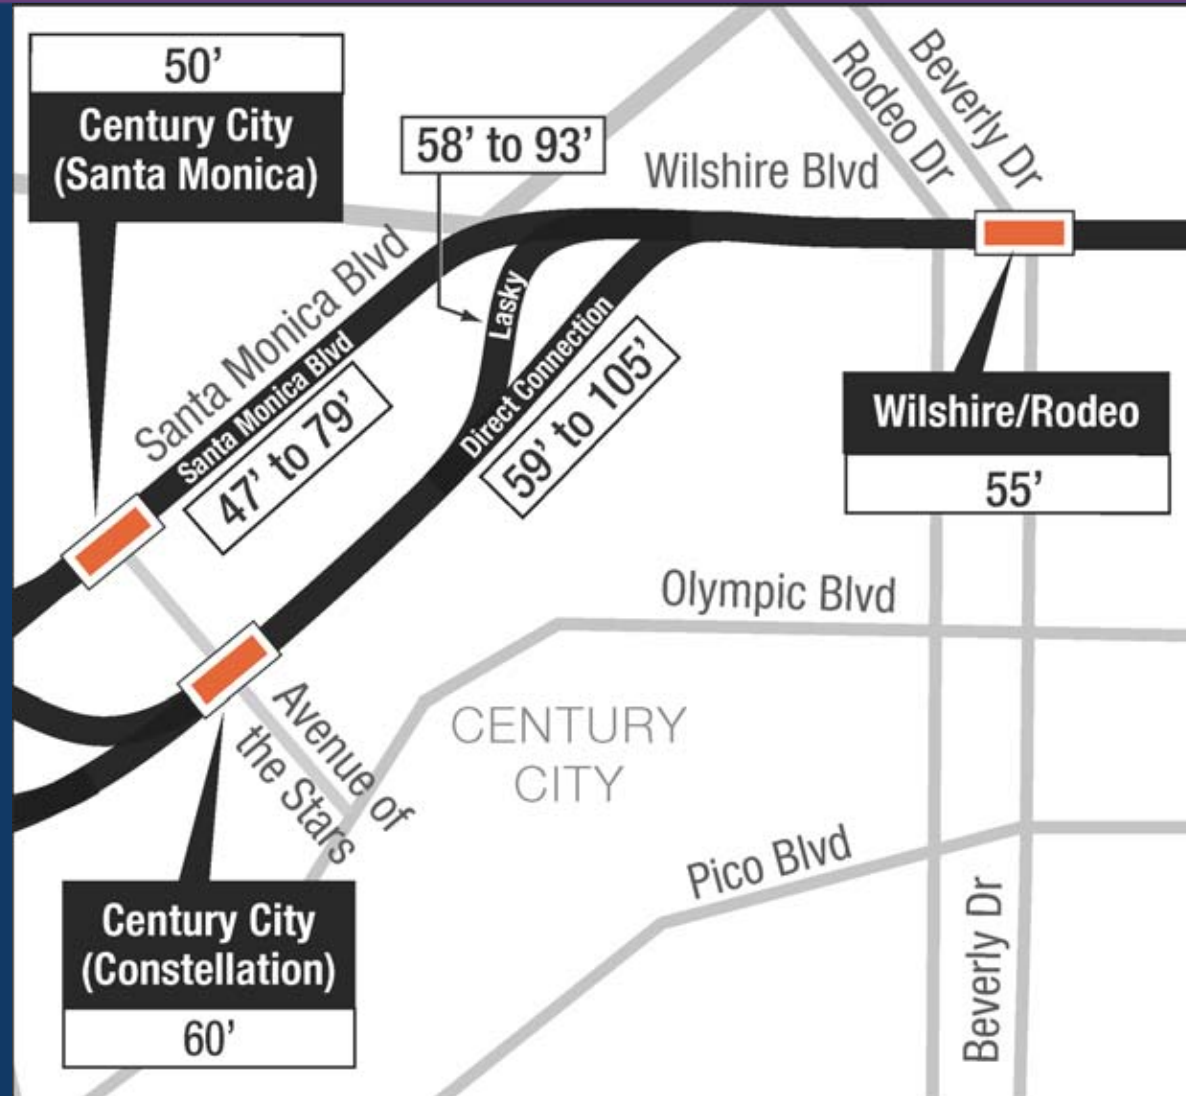 50’
Century City
(Santa Monica)
58’ to 93’
Wilshire Blvd
Rodeo Dr
Beverly Dr
Santa Monica Blvd
Santa Monica Blvd
47’ to 79’
Lasky
Direct Connection
59’ to 105’
Wilshire/Rodeo
55’
Olympic Blvd
Avenue of
the Stars
CENTURY
CITY
Pico Blvd
Beverly Dr
Century City
(Constellation)
60’